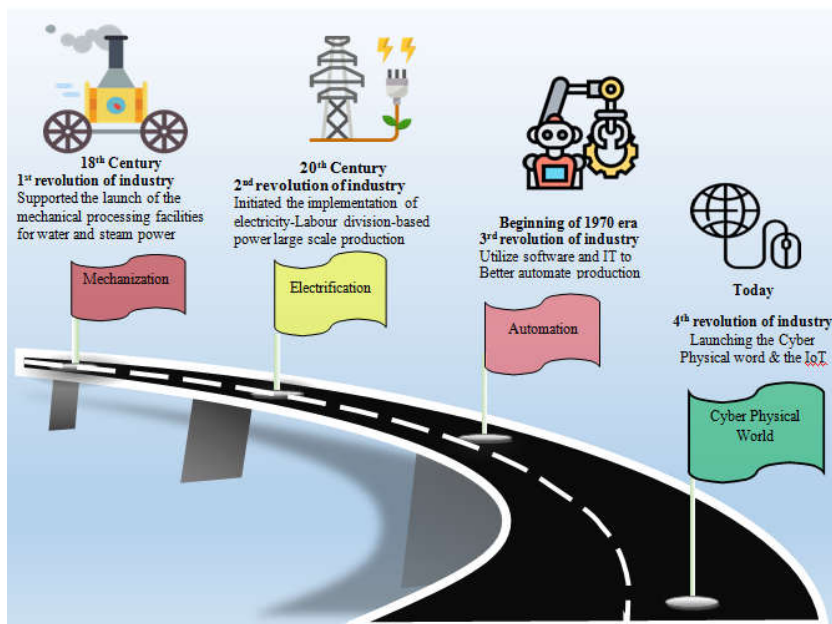 18th Century
1st revolution of industry
Supported the launch of the
mechanical processing facilities
for water and steam power
Mechanization
20th Century
2nd revolution of industry
Initiated the implementation of
electricity-Labour division-based
power large scale production
Electrification
Beginning of 1970 era
3rd revolution of industry
Utilize software and IT to
Better automate production
Automation
Today
4th revolution of industry
Launching the Cyber
Physical word & the IoT
Cyber Physical
World